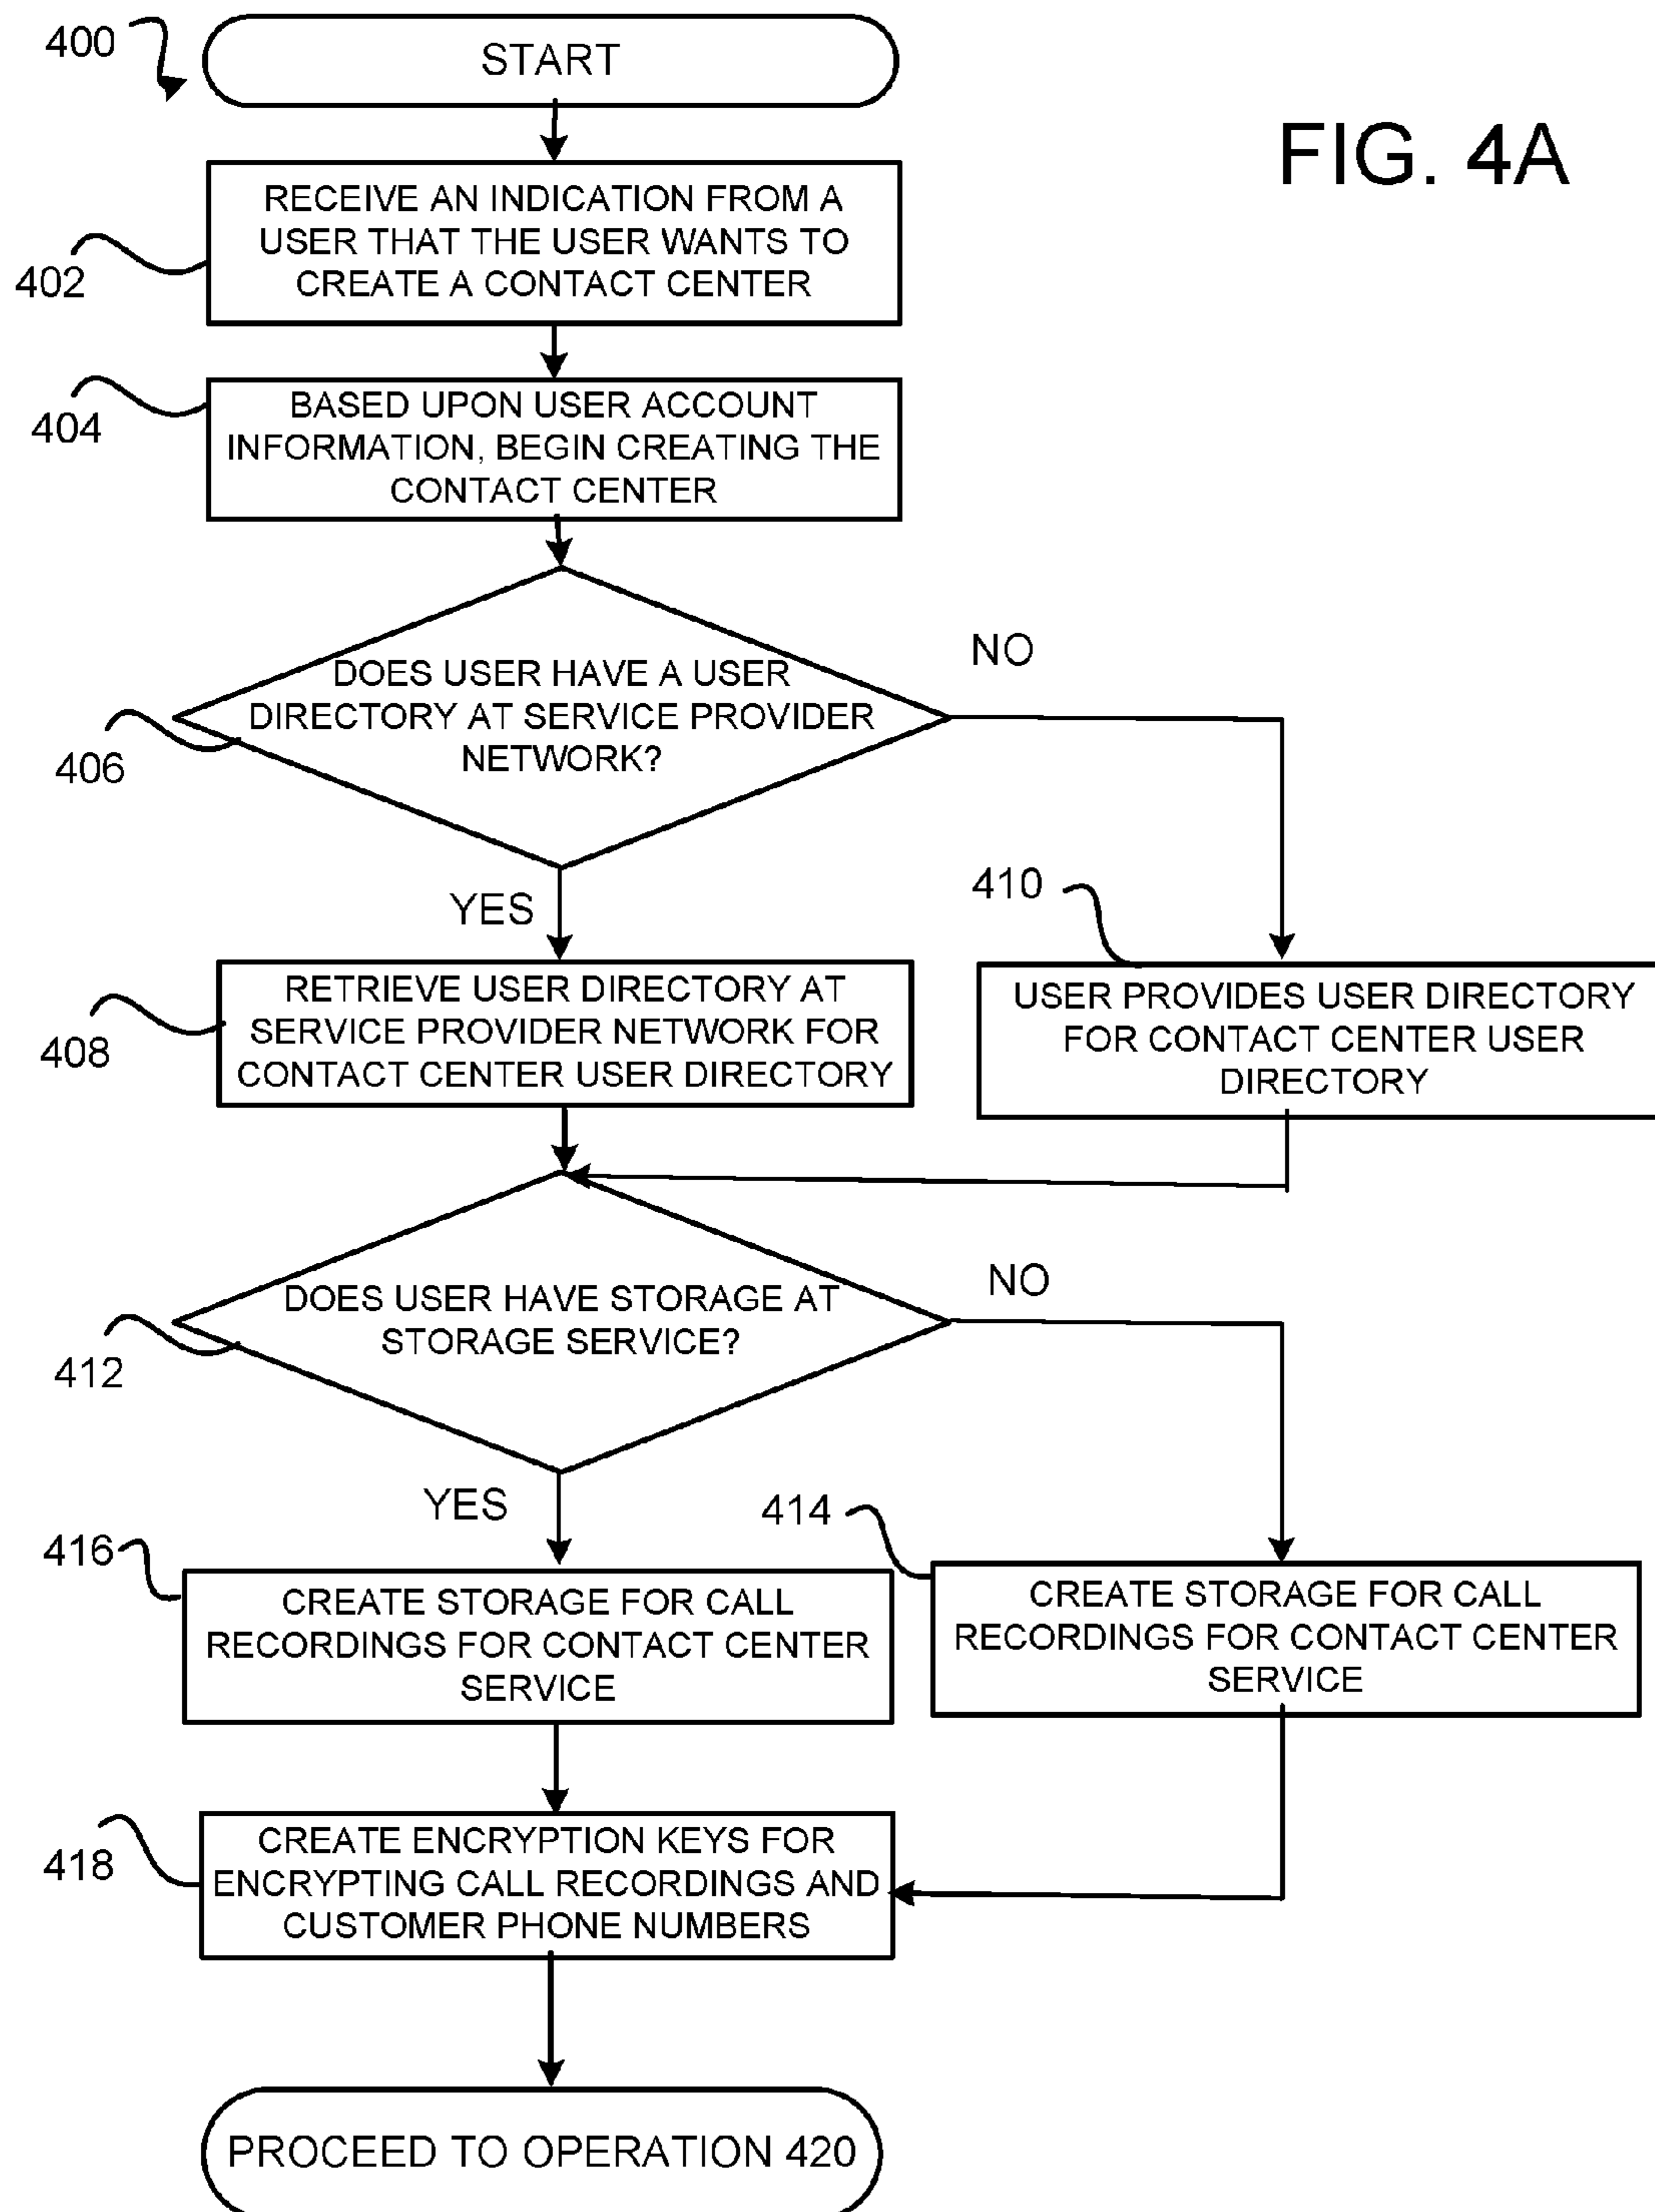 400
START
FIG. 4A
RECEIVE AN INDICATION FROM A
USER THAT THE USER WANTS TO
CREATE A CONTACT CENTER
402
BASED UPON USER ACCOUNT
INFORMATION, BEGIN CREATING THE
CONTACT CENTER
404
DOES USER HAVE A USER
DIRECTORY AT SERVICE PROVIDER
NETWORK?
406
NO
YES
410
RETRIEVE USER DIRECTORY AT
SERVICE PROVIDER NETWORK FOR
CONTACT CENTER USER DIRECTORY
408
USER PROVIDES USER DIRECTORY
FOR CONTACT CENTER USER
DIRECTORY
DOES USER HAVE STORAGE AT
STORAGE SERVICE?
412
NO
YES
414
416
CREATE STORAGE FOR CALL
RECORDINGS FOR CONTACT CENTER
SERVICE
CREATE STORAGE FOR CALL
RECORDINGS FOR CONTACT CENTER
SERVICE
418
CREATE ENCRYPTION KEYS FOR
ENCRYPTING CALL RECORDINGS AND
CUSTOMER PHONE NUMBERS
PROCEED TO OPERATION 420